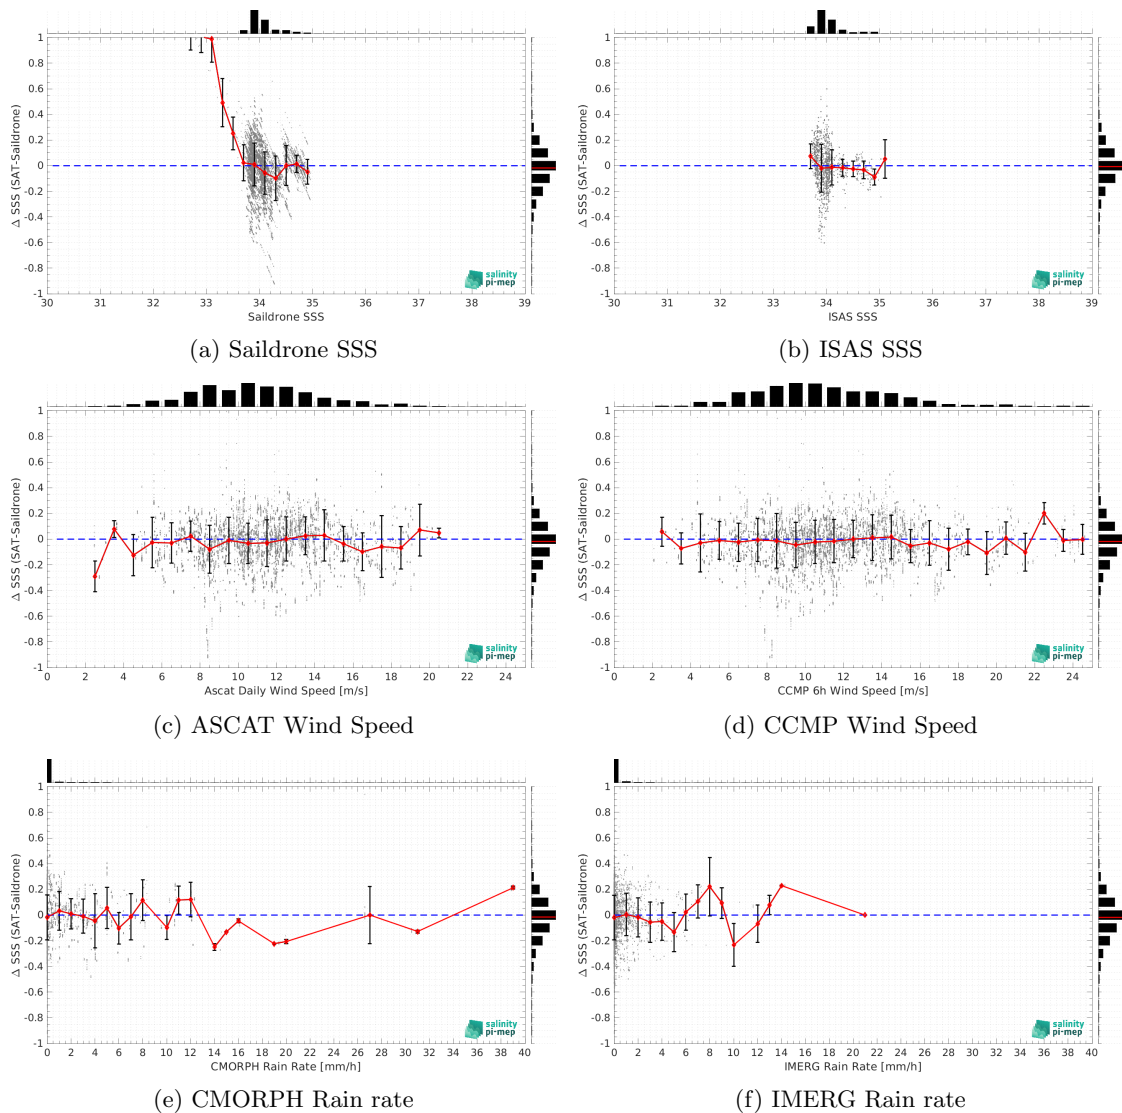 1
0.8
0.6
0.4
0.2
0
-0.2
-0.4
-0.6
-0.8
-1
Δ SSS (SAT-Saildrone)
salinity
pi-mep
30 31 32 33 34 35 36 37 38 39
Saildrone SSS
(a) Saildrone SSS
1
0.8
0.6
0.4
0.2
0
-0.2
-0.4
-0.6
-0.8
-1
Δ SSS (SAT-Saildrone)
salinity
pi-mep
30 31 32 33 34 35 36 37 38 39
ISAS SSS
(b) ISAS SSS
1
0.8
0.6
0.4
0.2
0
-0.2
-0.4
-0.6
-0.8
-1
Δ SSS (SAT-Saildrone)
salinity
pi-mep
0 2 4 6 8 10 12 14 16 18 20 22 24
Ascat Daily Wind Speed [m/s]
(c) ASCAT Wind Speed
1
0.8
0.6
0.4
0.2
0
-0.2
-0.4
-0.6
-0.8
-1
Δ SSS (SAT-Saildrone)
salinity
pi-mep
0 2 4 6 8 10 12 14 16 18 20 22 24
CCMP 6h Wind Speed [m/s]
(d) CCMP Wind Speed
1
0.8
0.6
0.4
0.2
0
-0.2
-0.4
-0.6
-0.8
-1
Δ SSS (SAT-Saildrone)
salinity
pi-mep
0 2 4 6 8 10 12 14 16 18 20 22 24 26 28 30 32 34 36 38 40
CMORPH Rain Rate [mm/h]
(e) CMORPH Rain rate
1
0.8
0.6
0.4
0.2
0
-0.2
-0.4
-0.6
-0.8
-1
Δ SSS (SAT-Saildrone)
salinity
pi-mep
0 2 4 6 8 10 12 14 16 18 20 22 24 26 28 30 32 34 36 38 40
IMERG Rain Rate [mm/h]
(f) IMERG Rain rate